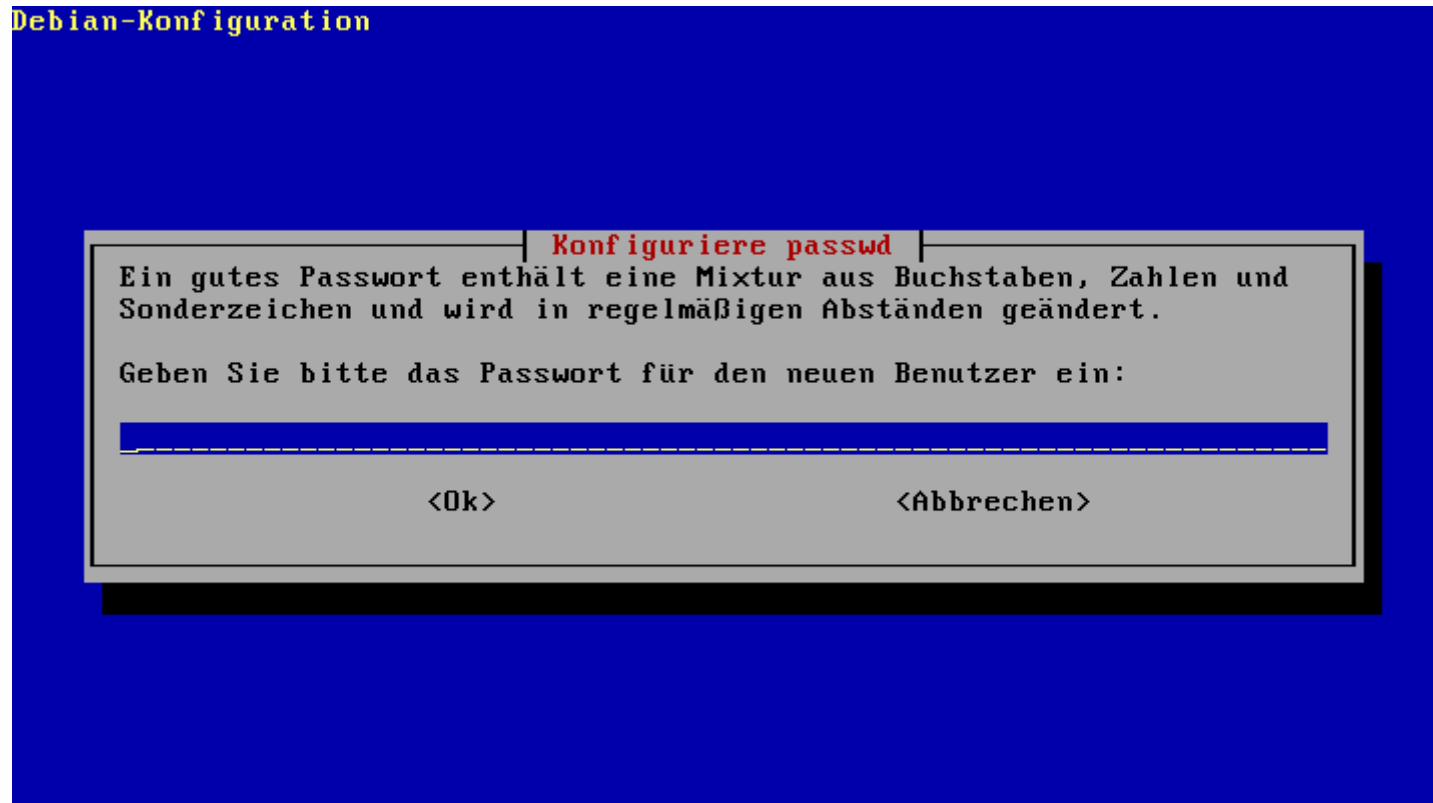 Debian-Konfiguration
Konfiguriere passwd
Ein gutes Passwort enthält eine Mixtur aus Buchstaben, Zahlen und
Sonderzeichen und wird in regelmäßigen Abständen geändert.
Geben Sie bitte das Passwort für den neuen Benutzer ein:
<Ok> <Abbrechen>